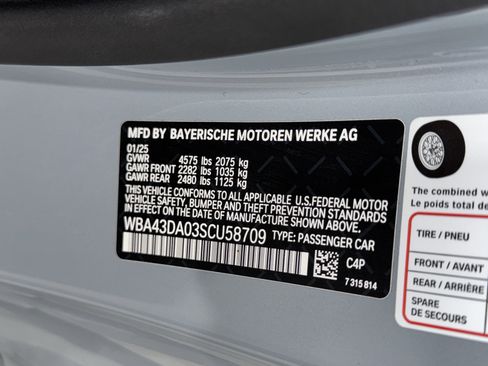 MFD BY BAYERISCHE MOTOREN WERKE AG
01/25
GVWR 4575 lbs 2075 kg
GAWR FRONT 2282 lbs 1035 kg
GAWR REAR 2480 lbs 1125 kg
THIS VEHICLE CONFORMS TO ALL APPLICABLE U.S.FEDERAL MOTOR
VEHICLE SAFETY, BUMPER AND THEFT PREVENTION STANDARDS
IN EFFECT ON THE DATE OF MANUFACTURE SHOWN ABOVE.
WBA43DA03SCU58709 TYPE: PASSENGER CAR
C4P
7 315 814
The combined w
Le poids total de
TIRE / PNEU
FRONT / AVANT
REAR / ARRIÈRE
SPARE
DE SECOURS